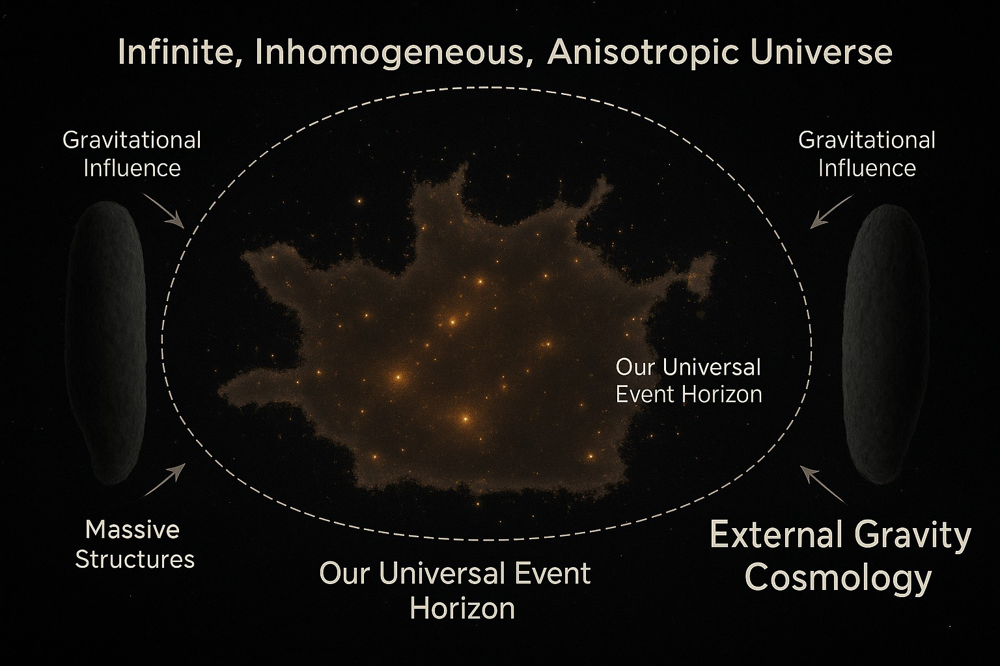 Infinite, Inhomogeneous, Anisotropic Universe
Gravitational
Influence
Gravitational
Influence
Our Universal
Event Horizon
Massive
Structures
External Gravity
Cosmology
Our Universal Event
Horizon